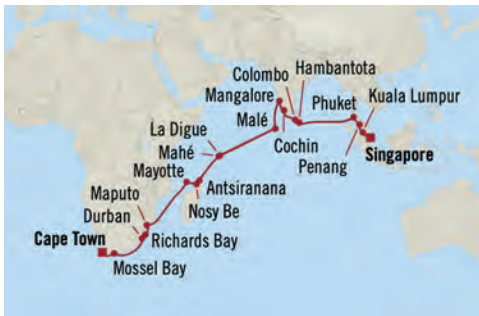 Hambantota
Colombo
Mangalore
Phuket
Kuala Lumpur
Malé
La Digue
Cochin
Mahé
Penang
Singapore
Mayotte
Antsiranana
Maputo
Nosy Be
Durban
Cape Town
Richards Bay
Mossel Bay